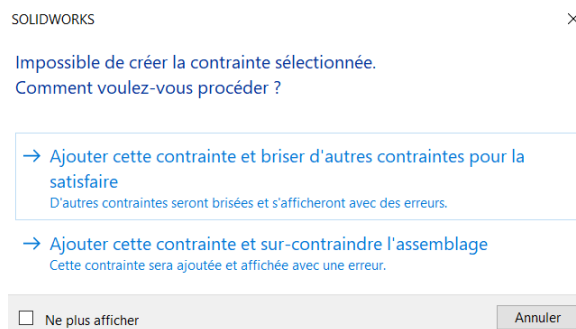 SOLIDWORKS
Impossible de créer la contrainte sélectionnée.
Comment voulez-vous procéder ?
→ Ajouter cette contrainte et briser d'autres contraintes pour la
satisfaire
D'autres contraintes seront brisées et s'afficheront avec des erreurs.
→ Ajouter cette contrainte et sur-contraindre l'assemblage
Cette contrainte sera ajoutée et affichée avec une erreur.
Ne plus afficher
Annuler